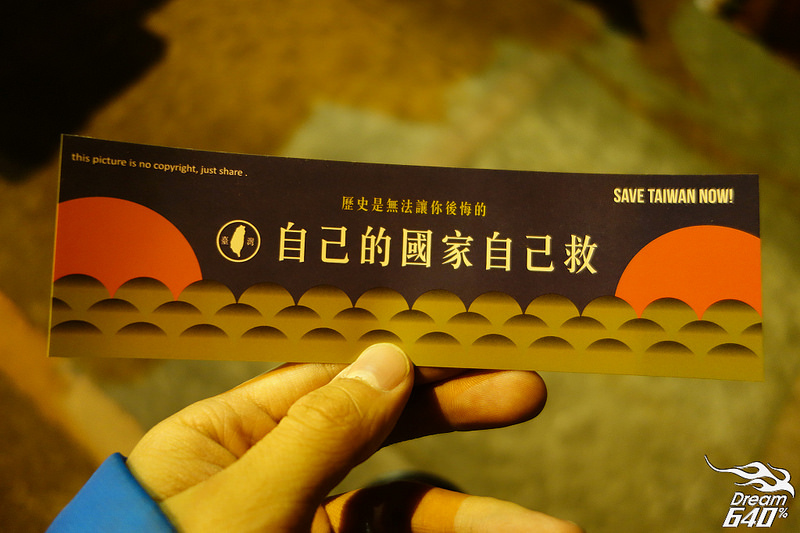 this picture is no copyright, just share .
SAVE TAIWAN NOW!
歷史是無法讓你後悔的
臺灣
自己的國家自己救
Dream
640%